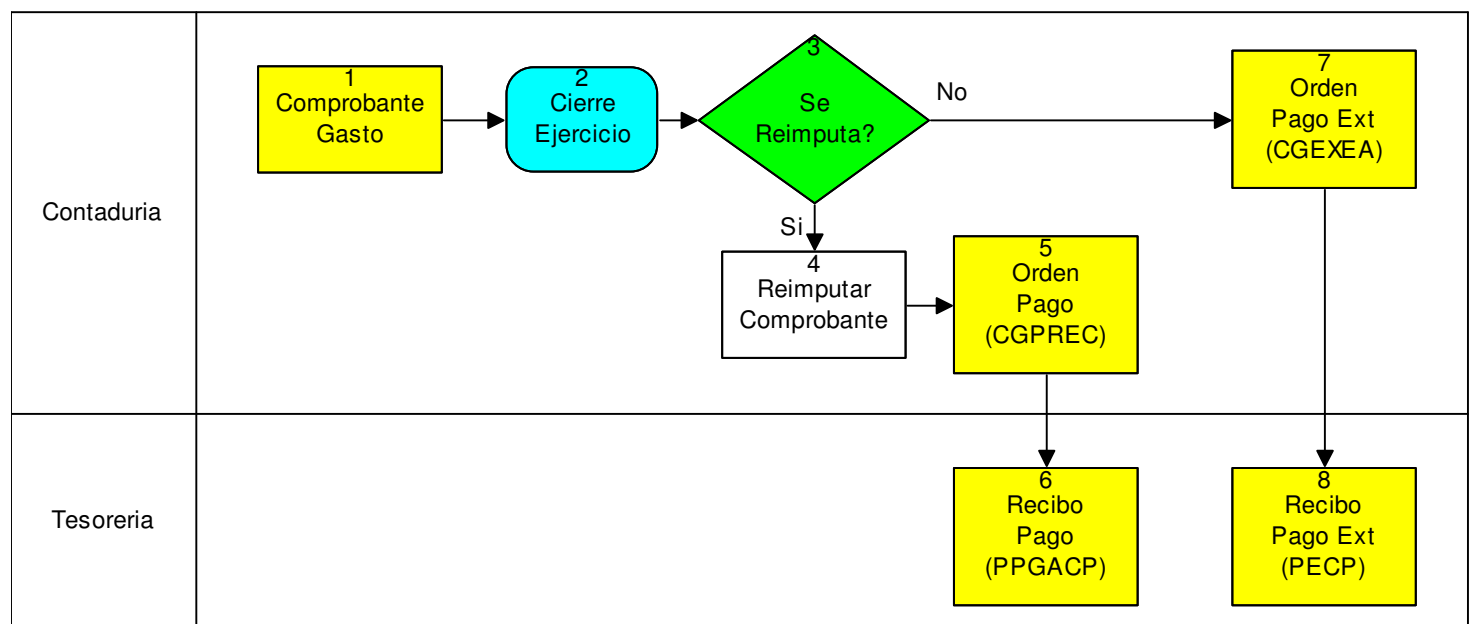 Contaduria
1
Comprobante
Gasto
2
Cierre
Ejercicio
3
Se
Reimputa?
No
7
Orden
Pago Ext
(CGEXEA)
Si
4
Reimputar
Comprobante
5
Orden
Pago
(CGPREC)
Tesoreria
6
Recibo
Pago
(PPGACP)
8
Recibo
Pago Ext
(PECP)